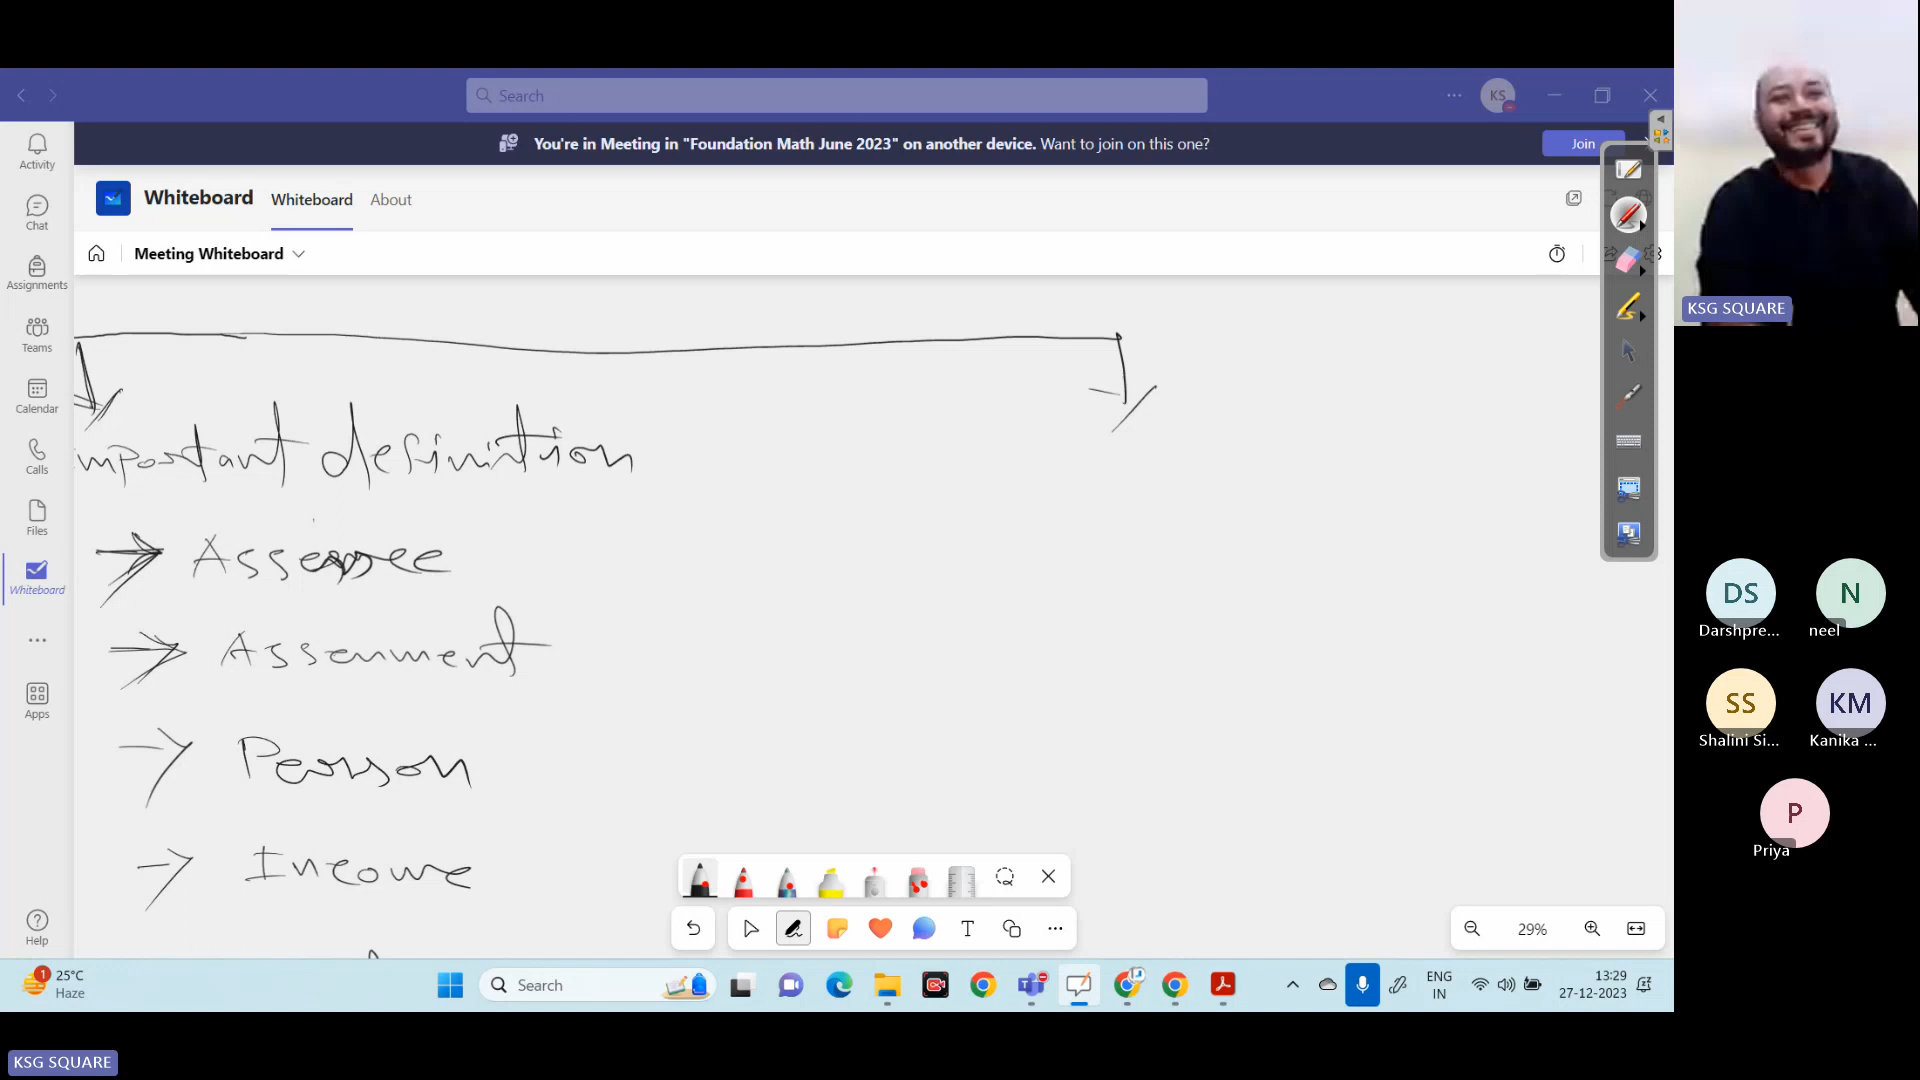 Search
KS
You're in Meeting in "Foundation Math June 2023" on another device. Want to join on this one?
Join
Activity
Chat
Assignments
Teams
Calendar
Calls
Files
Whiteboard
Apps
Help
Whiteboard
Whiteboard
About
Meeting Whiteboard
mportant definition
→ Assessee
→ Assessment
→ Person
→ Income
T
29%
1
25°C
Haze
Search
ENG
IN
13:29
27-12-2023
KSG SQUARE
DS
Darshpre...
N
neel
SS
Shalini Si...
KM
Kanika ...
P
Priya
KSG SQUARE